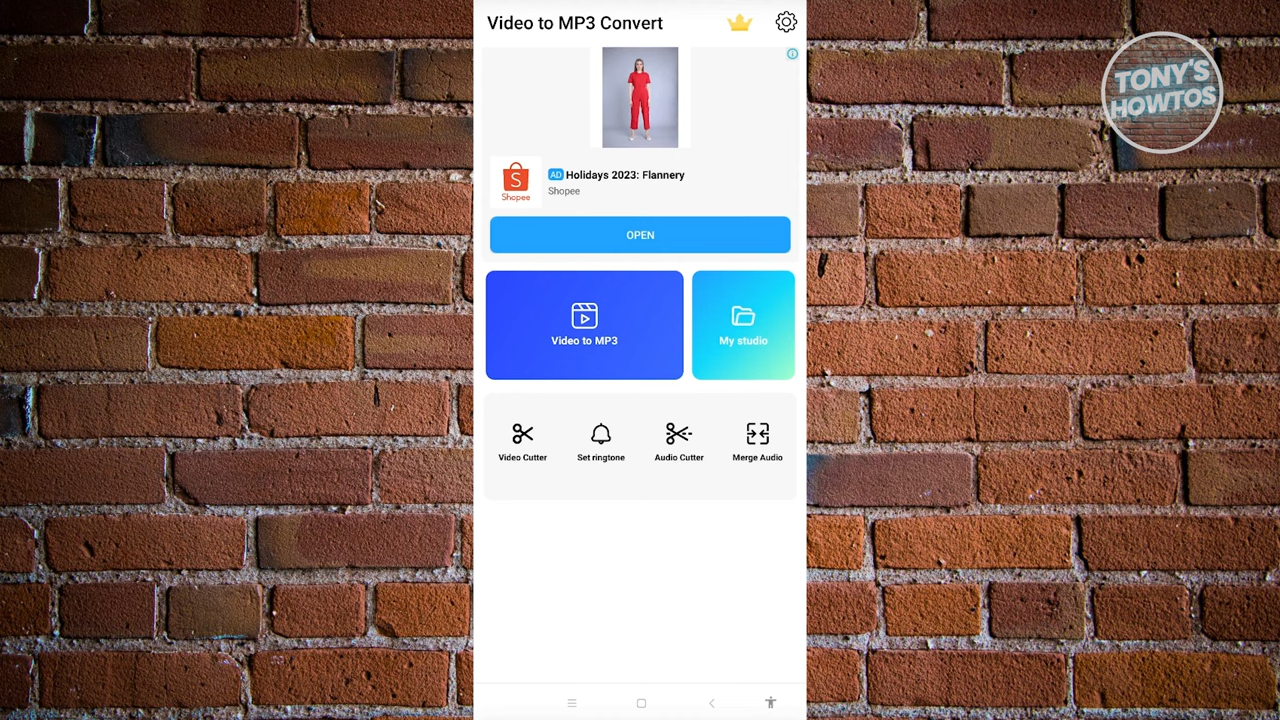 Video to MP3 Convert
TONY'S
HOWTOS
S
Shopee
AD Holidays 2023: Flannery
Shopee
OPEN
Video to MP3
My studio
Video Cutter
Set ringtone
Audio Cutter
Merge Audio